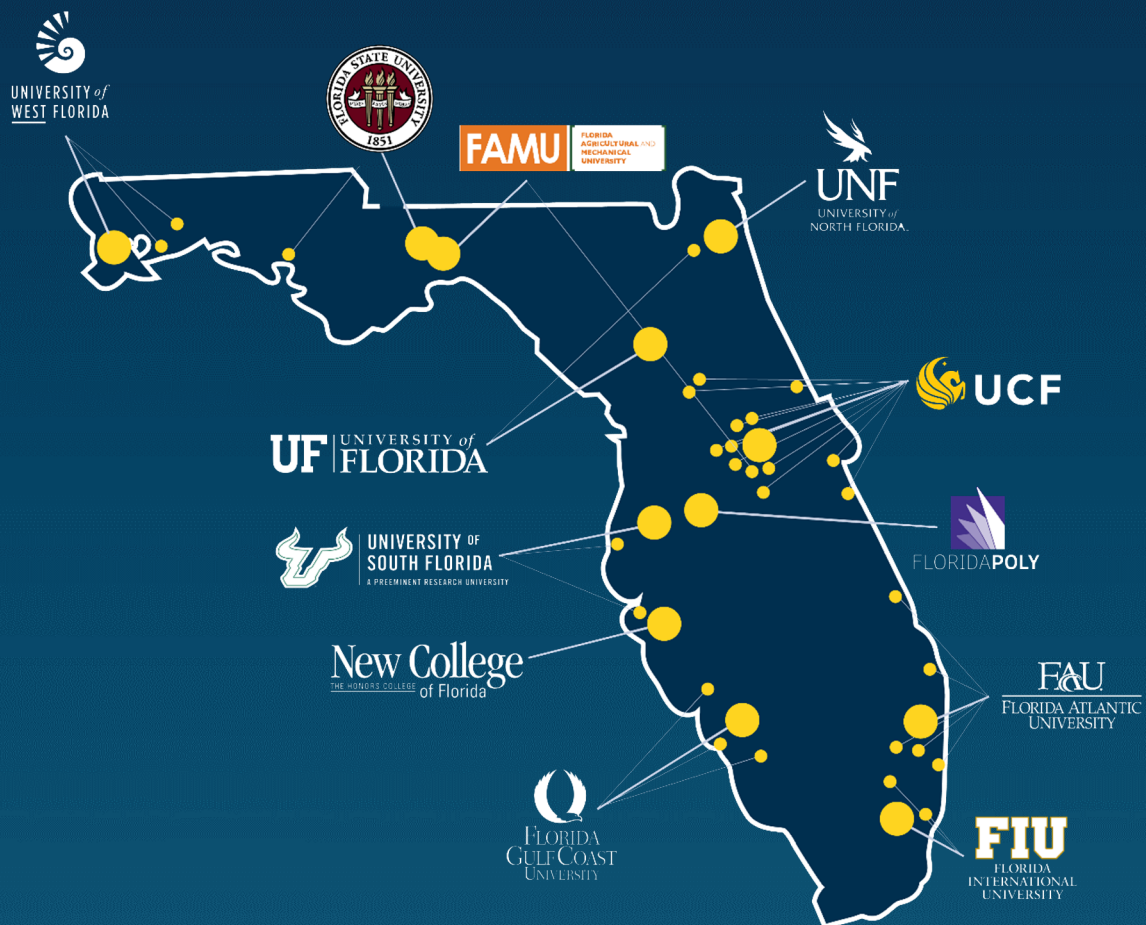 UNIVERSITY of
WEST FLORIDA
FLORIDA STATE UNIVERSITY
1851
FAMU
FLORIDA
AGRICULTURAL AND
MECHANICAL
UNIVERSITY
UNF
UNIVERSITY of
NORTH FLORIDA.
UCF
UF
UNIVERSITY of
FLORIDA
UNIVERSITY OF
SOUTH FLORIDA
A PREEMINENT RESEARCH UNIVERSITY
FLORIDAPOLY
New College
THE HONORS COLLEGE of Florida
FAU
FLORIDA ATLANTIC
UNIVERSITY
FLORIDA
GULF COAST
UNIVERSITY
FIU
FLORIDA
INTERNATIONAL
UNIVERSITY